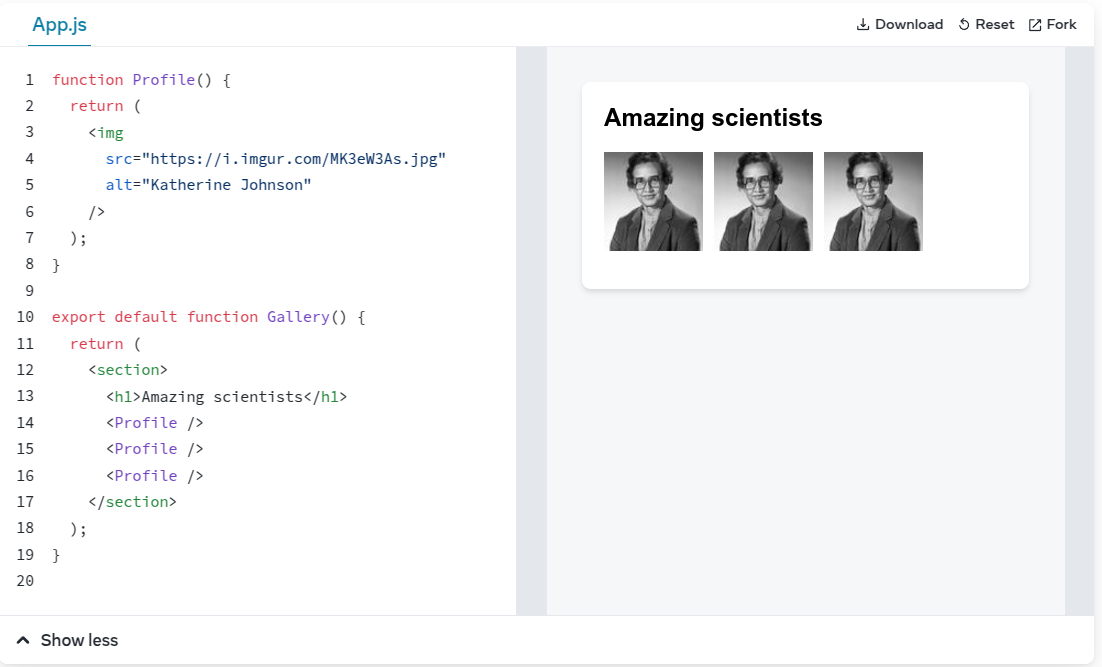 App.js
Download Reset Fork
1 function Profile() {
2   return (
3     <img
4       src="https://i.imgur.com/MK3eW3As.jpg"
5       alt="Katherine Johnson"
6     />
7   );
8 }
9
10 export default function Gallery() {
11   return (
12     <section>
13       <h1>Amazing scientists</h1>
14       <Profile />
15       <Profile />
16       <Profile />
17     </section>
18   );
19 }
20
Amazing scientists
Show less